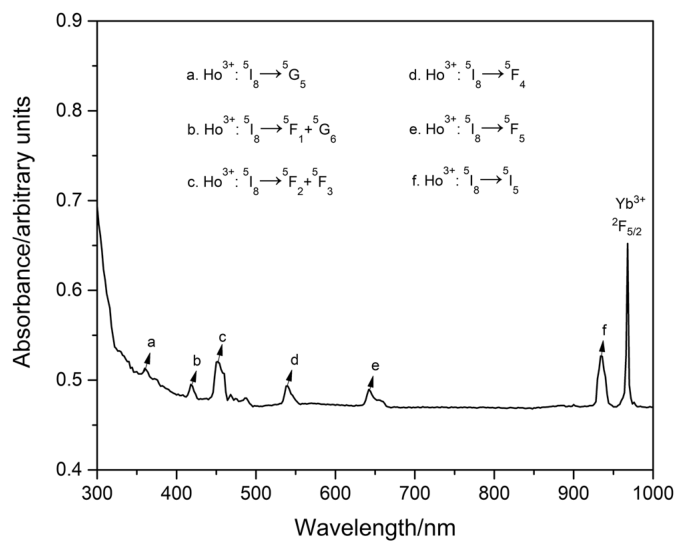 0.9
0.8
0.7
0.6
0.5
0.4
300 400 500 600 700 800 900 1000
Absorbance/arbitrary units
Wavelength/nm
a. Ho³⁺: ⁵I₈→⁵G₅
b. Ho³⁺: ⁵I₈→⁵F₁+⁵G₆
c. Ho³⁺: ⁵I₈→⁵F₂+⁵F₃
d. Ho³⁺: ⁵I₈→⁵F₄
e. Ho³⁺: ⁵I₈→⁵F₅
f. Ho³⁺: ⁵I₈→⁵I₅
Yb³⁺
²F₅/₂
a
b
c
d
e
f